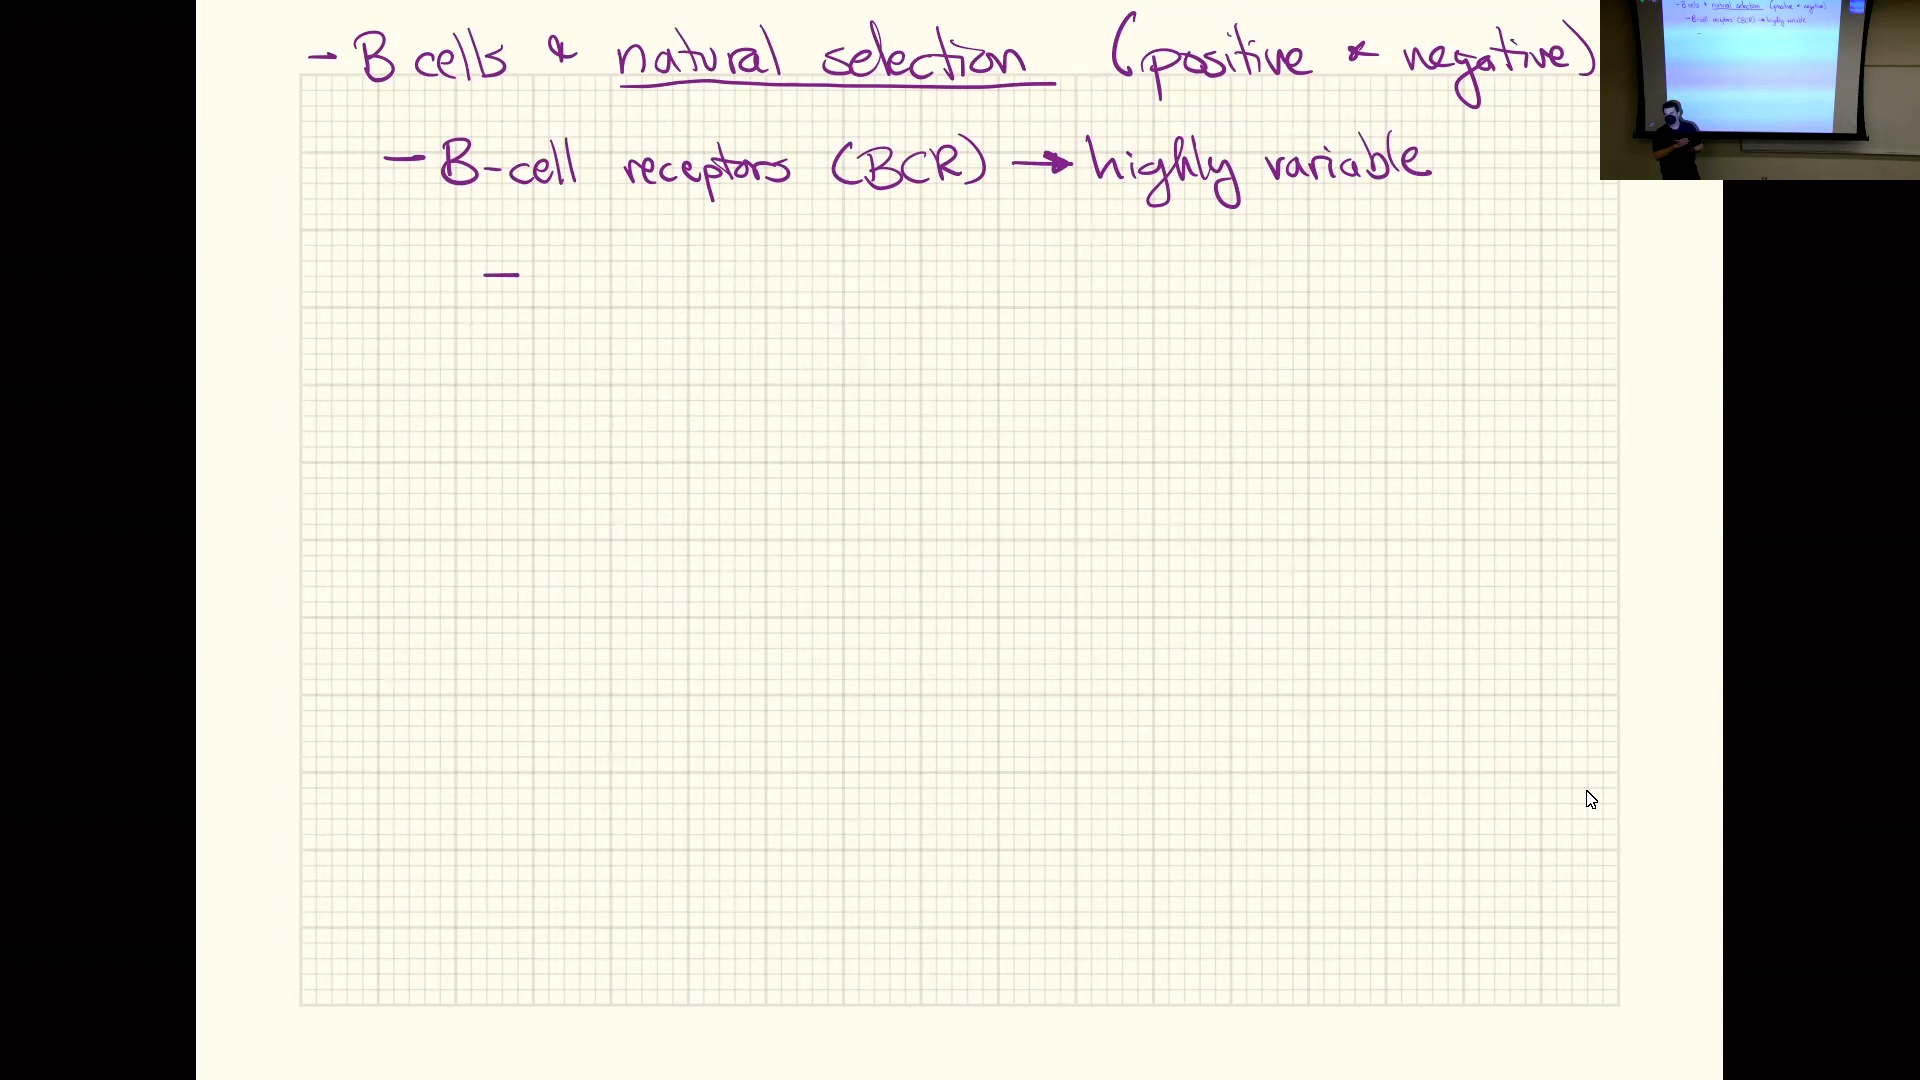 - B cells & natural selection (positive & negative)
- B-cell receptors (BCR) → highly variable
-